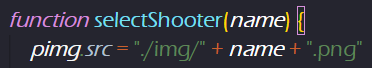 function selectShooter(name) {
pimg.src = "./img/" + name + ".png"